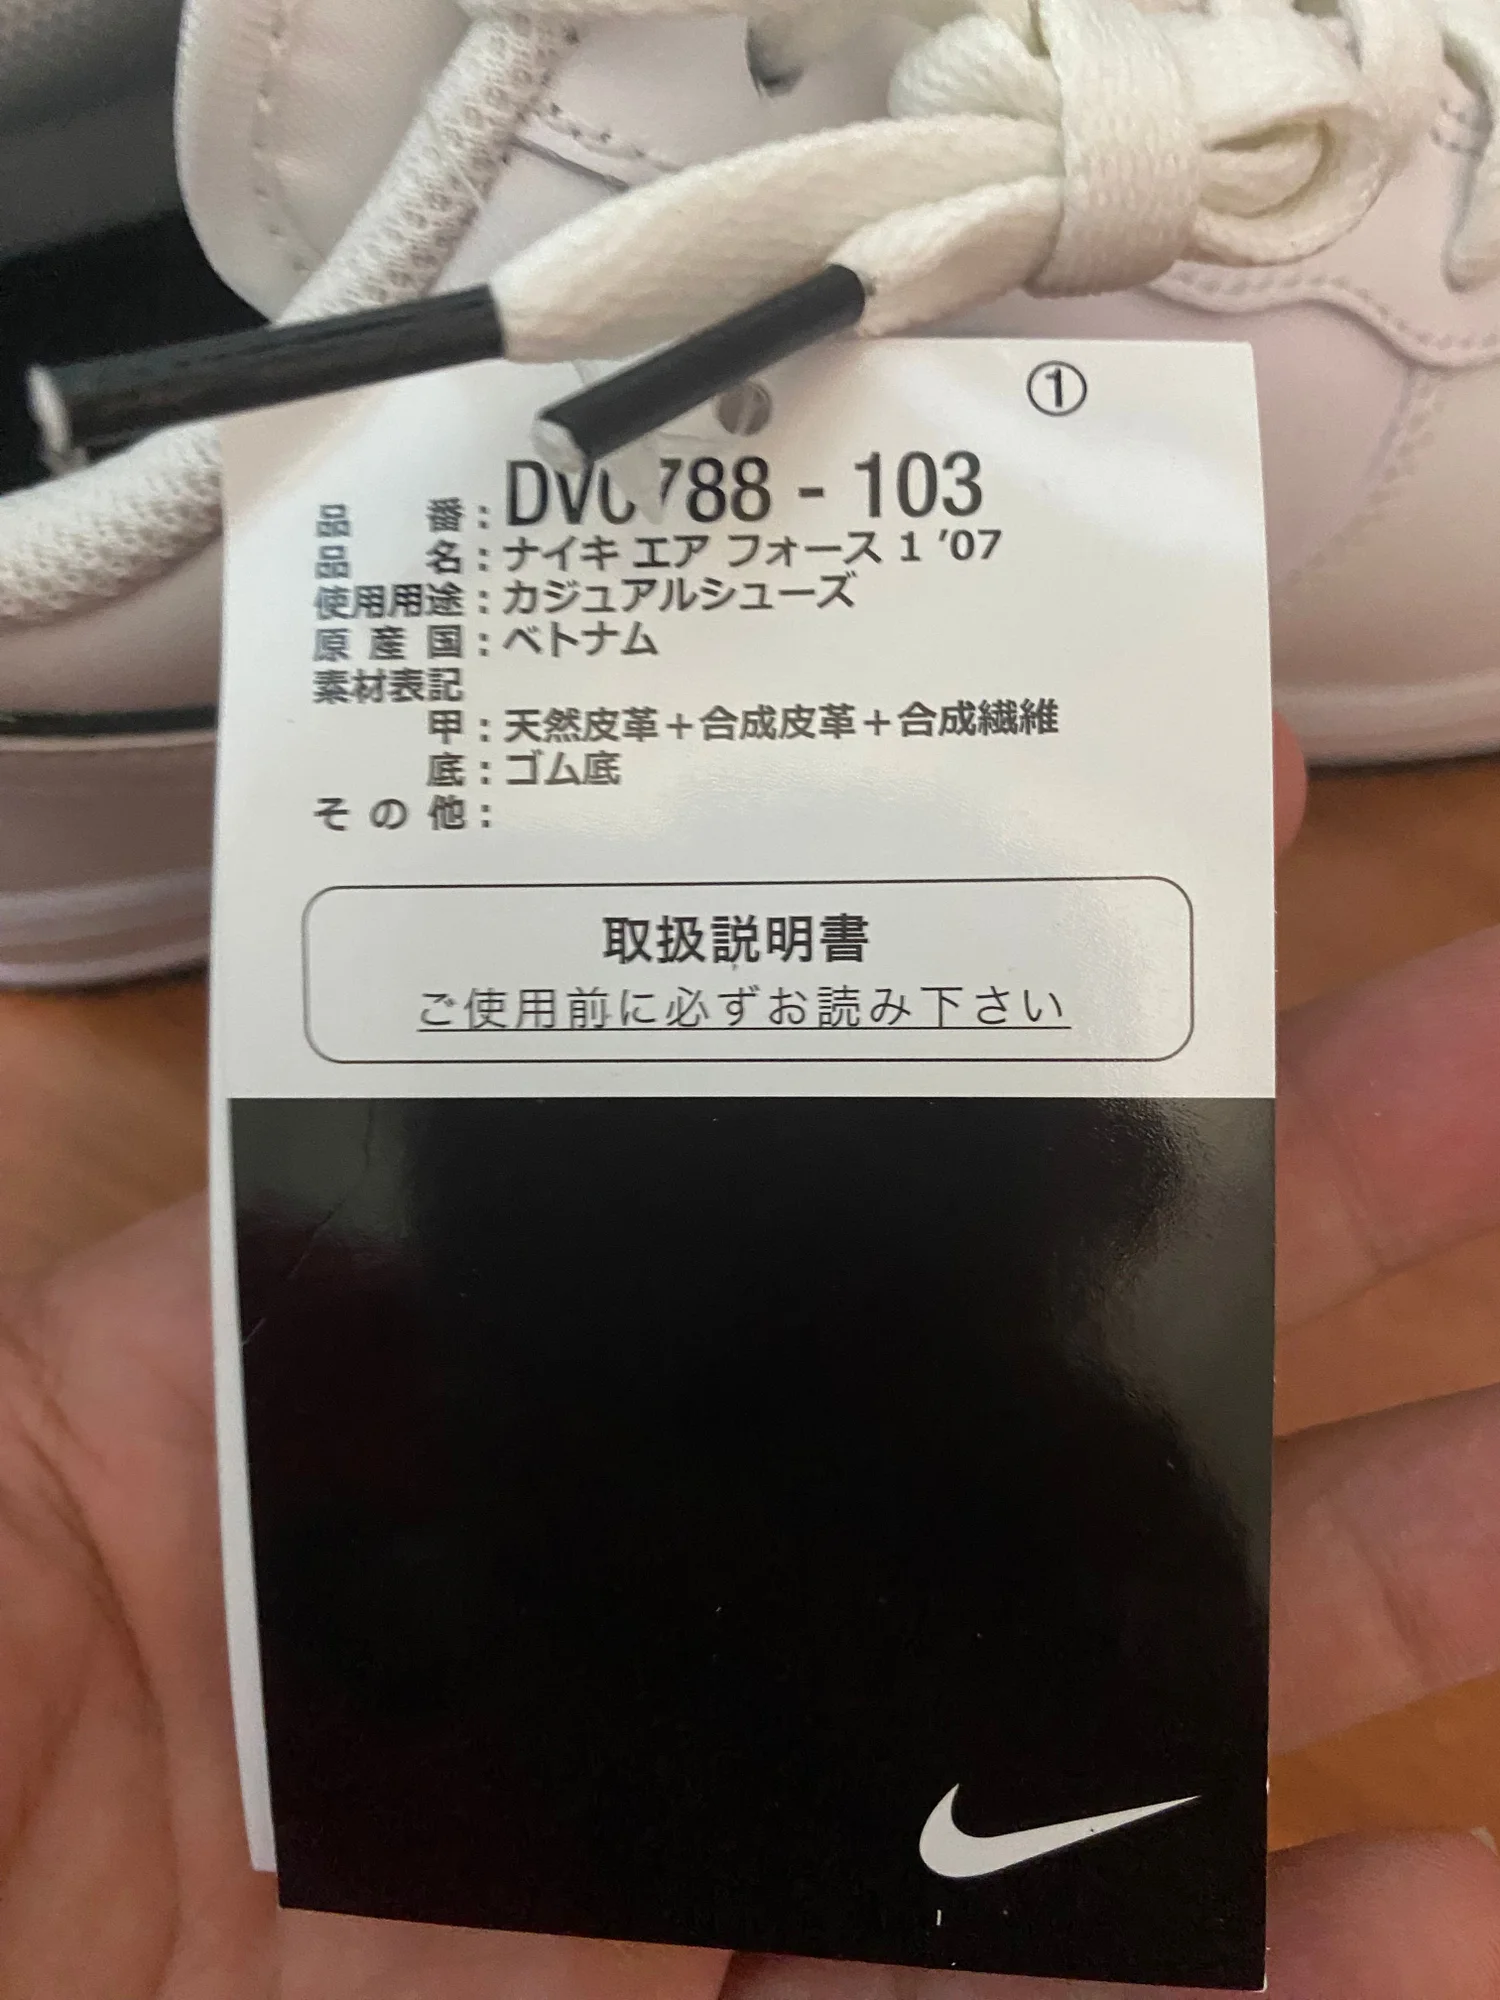 ①
品番：DV0788 - 103
品名：ナイキ エア フォース 1 '07
使用用途：カジュアルシューズ
原産国：ベトナム
素材表記
甲：天然皮革＋合成皮革＋合成繊維
底：ゴム底
その他：
取扱説明書
ご使用前に必ずお読み下さい